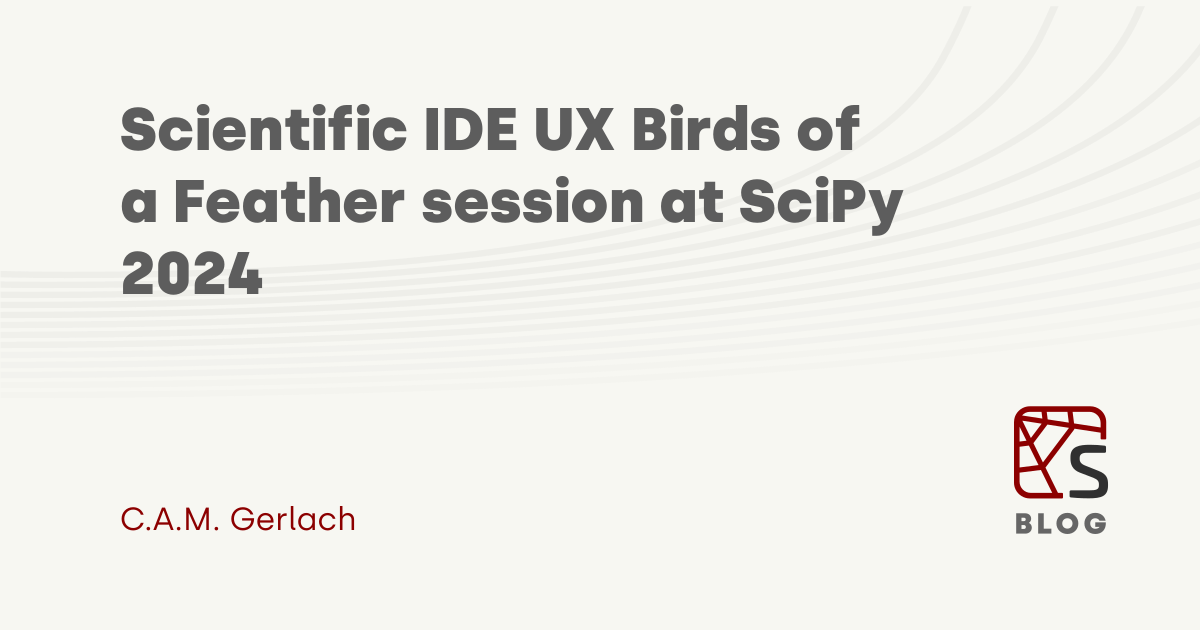 Scientific IDE UX Birds of
a Feather session at SciPy
2024
C.A.M. Gerlach
S
BLOG